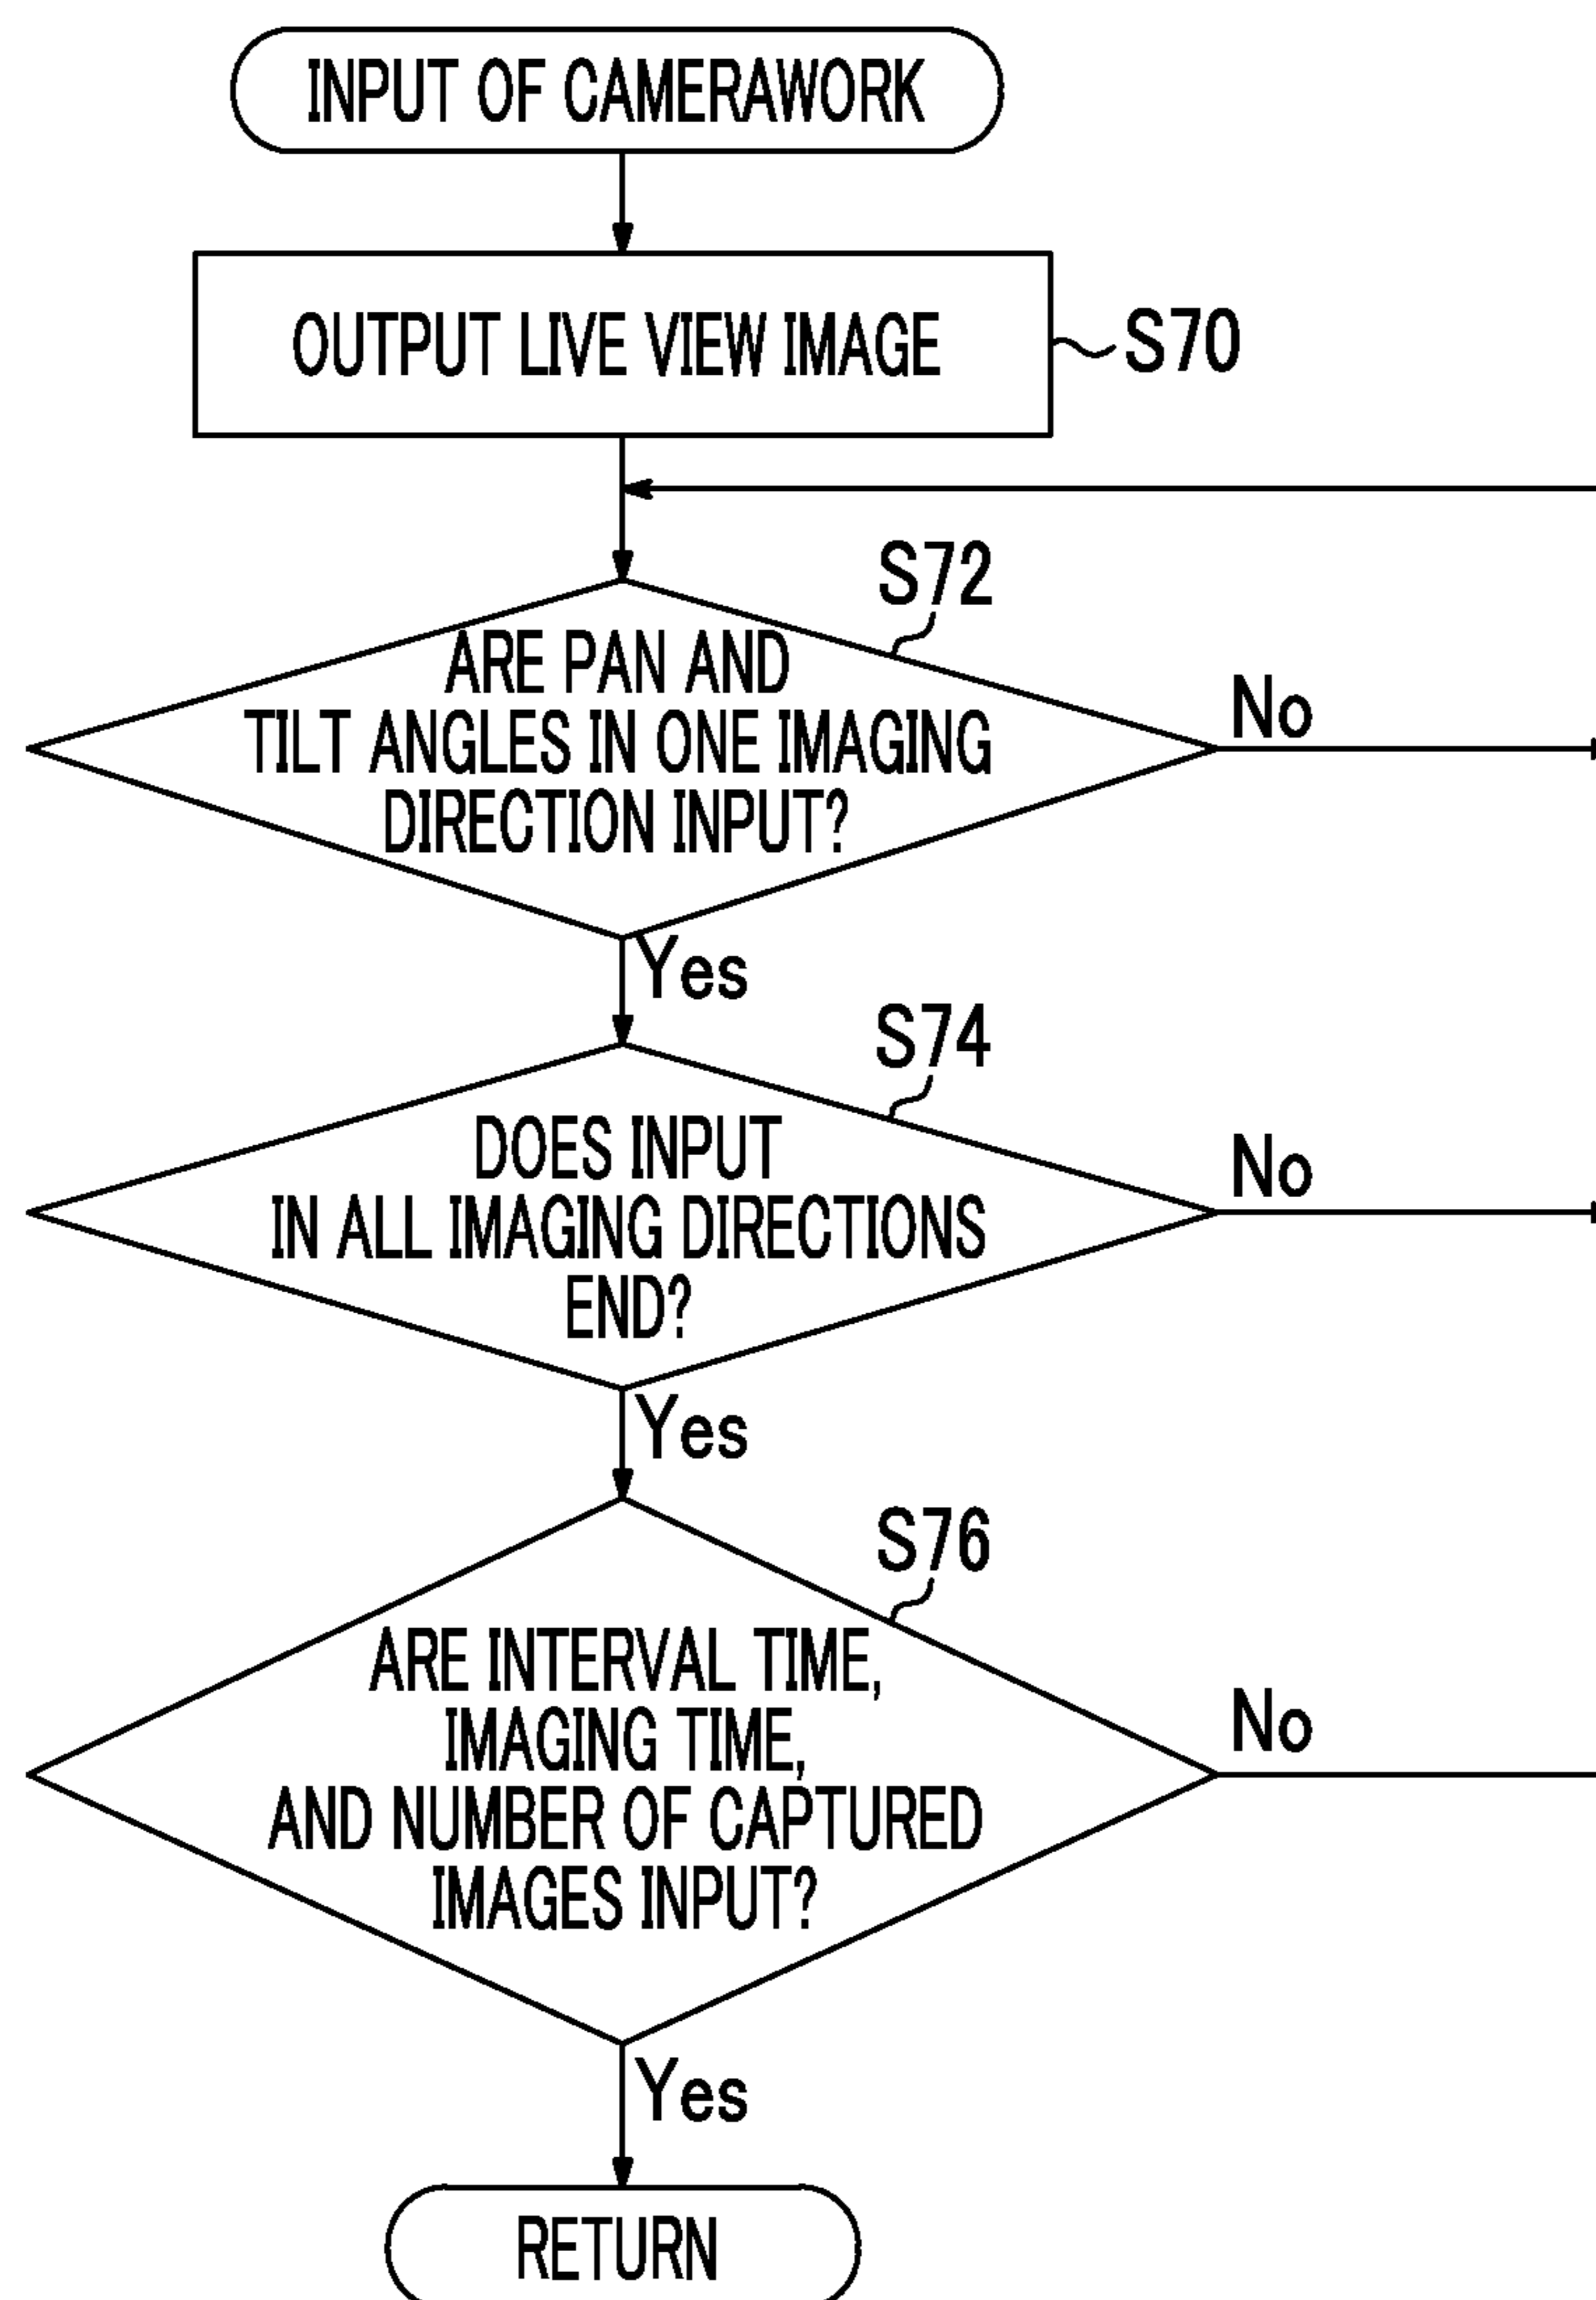 INPUT OF CAMERAWORK
OUTPUT LIVE VIEW IMAGE
S70
S72
ARE PAN AND
TILT ANGLES IN ONE IMAGING
DIRECTION INPUT?
No
Yes
S74
DOES INPUT
IN ALL IMAGING DIRECTIONS
END?
No
Yes
S76
ARE INTERVAL TIME,
IMAGING TIME,
AND NUMBER OF CAPTURED
IMAGES INPUT?
No
Yes
RETURN